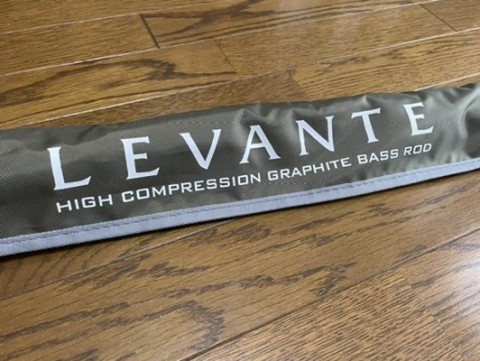 LEVANTE
HIGH COMPRESSION GRAPHITE BASS ROD